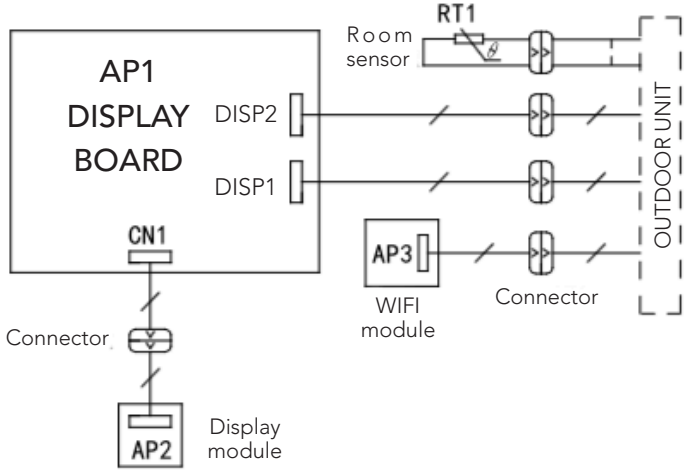 RT1
Room
sensor
θ
AP1
DISPLAY
BOARD
DISP2
DISP1
CN1
OUTDOOR UNIT
AP3
WIFI
module
Connector
Connector
AP2
Display
module